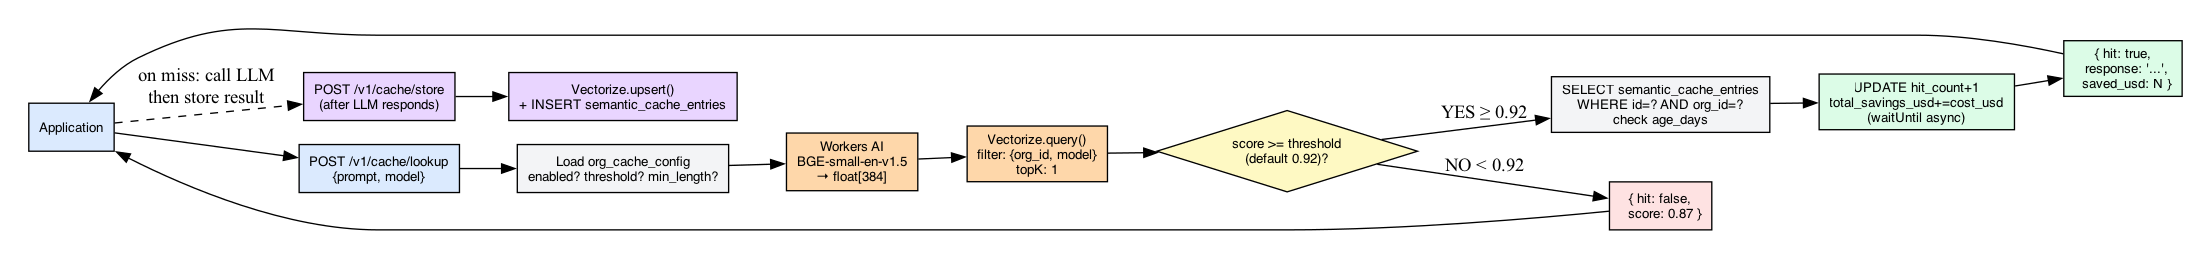 Application
on miss: call LLM
then store result
POST /v1/cache/store
(after LLM responds)
Vectorize.upsert()
+ INSERT semantic_cache_entries
POST /v1/cache/lookup
{prompt, model}
Load org_cache_config
enabled? threshold? min_length?
Workers AI
BGE-small-en-v1.5
→ float[384]
Vectorize.query()
filter: {org_id, model}
topK: 1
score >= threshold
(default 0.92)?
YES ≥ 0.92
SELECT semantic_cache_entries
WHERE id=? AND org_id=?
check age_days
UPDATE hit_count+1
total_savings_usd+=cost_usd
(waitUntil async)
{ hit: true,
response: '...',
saved_usd: N }
NO < 0.92
{ hit: false,
score: 0.87 }